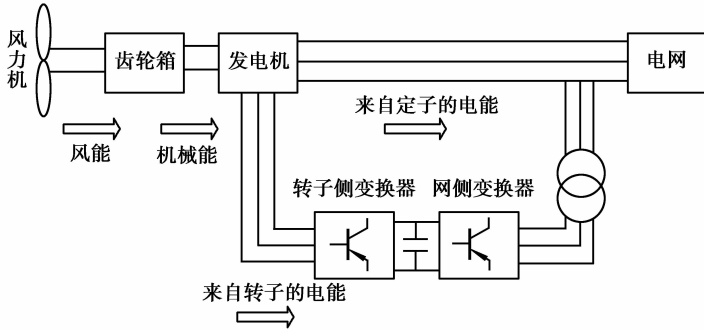 风力机
齿轮箱
发电机
电网
来自定子的电能
风能
机械能
转子侧变换器
网侧变换器
来自转子的电能